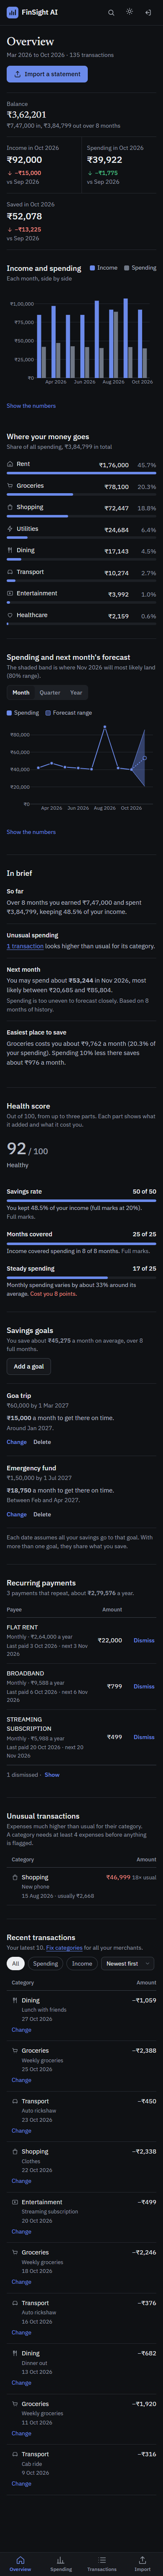 FinSight AI
Overview
Mar 2026 to Oct 2026 · 135 transactions
Import a statement
Balance
₹3,62,201
₹7,47,000 in, ₹3,84,799 out over 8 months
Income in Oct 2026
₹92,000
↓ −₹15,000
vs Sep 2026
Spending in Oct 2026
₹39,922
↓ −₹1,775
vs Sep 2026
Saved in Oct 2026
₹52,078
↓ −₹13,225
vs Sep 2026
Income and spending
Income Spending
Each month, side by side
₹1,00,000
₹75,000
₹50,000
₹25,000
₹0
Apr 2026 Jun 2026 Aug 2026 Oct 2026
Show the numbers
Where your money goes
Share of all spending, ₹3,84,799 in total
Rent ₹1,76,000 45.7%
Groceries ₹78,100 20.3%
Shopping ₹72,447 18.8%
Utilities ₹24,684 6.4%
Dining ₹17,143 4.5%
Transport ₹10,274 2.7%
Entertainment ₹3,992 1.0%
Healthcare ₹2,159 0.6%
Spending and next month's forecast
The shaded band is where Nov 2026 will most likely land
(80% range).
Month Quarter Year
Spending Forecast range
₹80,000
₹60,000
₹40,000
₹20,000
₹0
Apr 2026 Jun 2026 Aug 2026 Oct 2026
Show the numbers
In brief
So far
Over 8 months you earned ₹7,47,000 and spent
₹3,84,799, keeping 48.5% of your income.
Unusual spending
1 transaction looks higher than usual for its category.
Next month
You may spend about ₹53,244 in Nov 2026, most
likely between ₹20,685 and ₹85,804.
Spending is too uneven to forecast closely. Based on 8
months of history.
Easiest place to save
Groceries costs you about ₹9,762 a month (20.3% of
your spending). Spending 10% less there saves
about ₹976 a month.
Health score
Out of 100, from up to three parts. Each part shows what
it added and what it cost you.
92 / 100
Healthy
Savings rate 50 of 50
You kept 48.5% of your income (full marks at 20%).
Full marks.
Months covered 25 of 25
Income covered spending in 8 of 8 months. Full marks.
Steady spending 17 of 25
Monthly spending varies by about 33% around its
average. Cost you 8 points.
Savings goals
You save about ₹45,275 a month on average, over 8
full months.
Add a goal
Goa trip
₹60,000 by 1 Mar 2027
₹15,000 a month to get there on time.
Around Jan 2027.
Change Delete
Emergency fund
₹1,50,000 by 1 Jul 2027
₹18,750 a month to get there on time.
Between Feb and Apr 2027.
Change Delete
Each date assumes all your savings go to that goal. With
more than one goal, they share what you save.
Recurring payments
3 payments that repeat, about ₹2,79,576 a year.
Payee Amount
FLAT RENT
Monthly · ₹2,64,000 a year
Last paid 3 Oct 2026 · next 3 Nov
2026
₹22,000 Dismiss
BROADBAND
Monthly · ₹9,588 a year
Last paid 6 Oct 2026 · next 6 Nov
2026
₹799 Dismiss
STREAMING
SUBSCRIPTION
Monthly · ₹5,988 a year
Last paid 20 Oct 2026 · next 20
Nov 2026
₹499 Dismiss
1 dismissed · Show
Unusual transactions
Expenses much higher than usual for their category.
A category needs at least 4 expenses before anything
is flagged.
Category Amount
Shopping ₹46,999 18× usual
New phone
15 Aug 2026 · usually ₹2,668
Recent transactions
Your latest 10. Fix categories for all your merchants.
All Spending Income Newest first
Category Amount
Dining −₹1,059
Lunch with friends
27 Oct 2026
Change
Groceries −₹2,388
Weekly groceries
25 Oct 2026
Change
Transport −₹450
Auto rickshaw
23 Oct 2026
Change
Shopping −₹2,338
Clothes
22 Oct 2026
Change
Entertainment −₹499
Streaming subscription
20 Oct 2026
Change
Groceries −₹2,246
Weekly groceries
18 Oct 2026
Change
Transport −₹376
Auto rickshaw
16 Oct 2026
Change
Dining −₹682
Dinner out
13 Oct 2026
Change
Groceries −₹1,920
Weekly groceries
11 Oct 2026
Change
Transport −₹316
Cab ride
9 Oct 2026
Change
Overview Spending Transactions Import